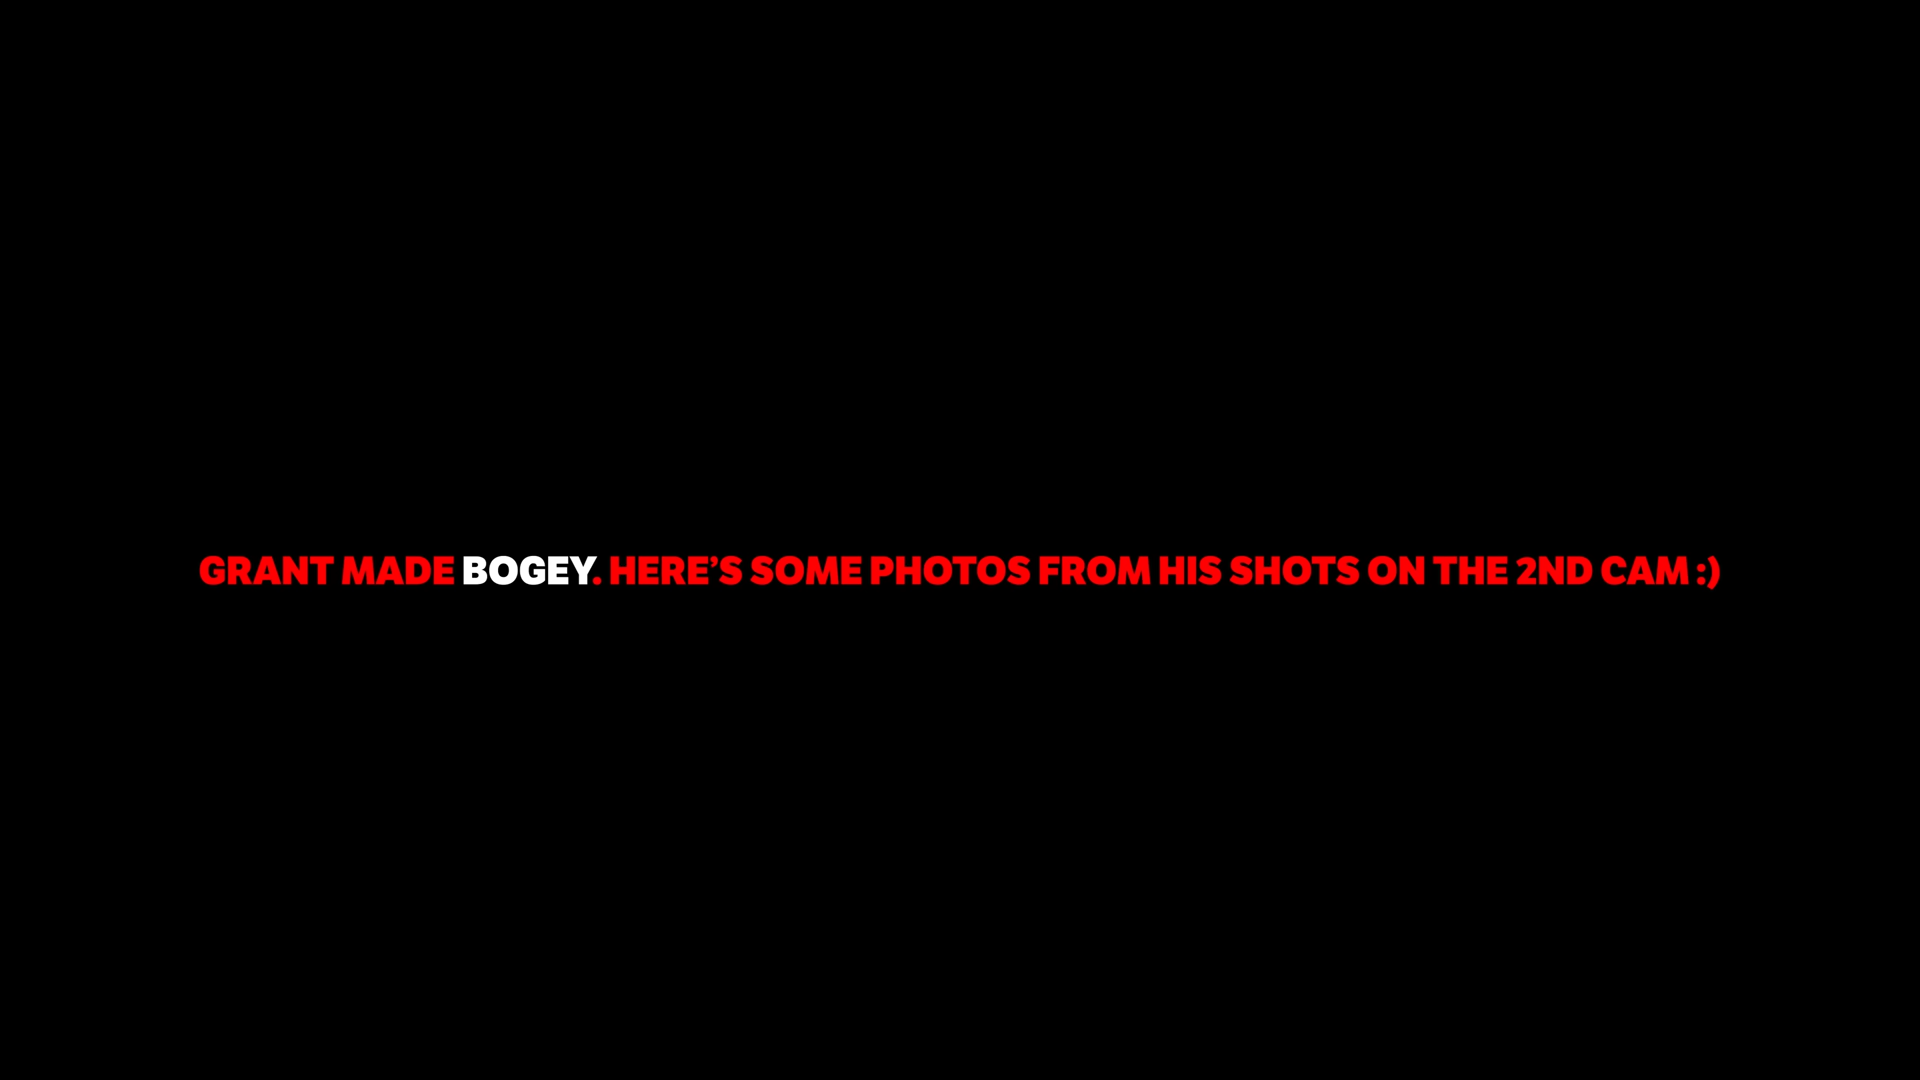 GRANT MADE BOGEY. HERE’S SOME PHOTOS FROM HIS SHOTS ON THE 2ND CAM :)